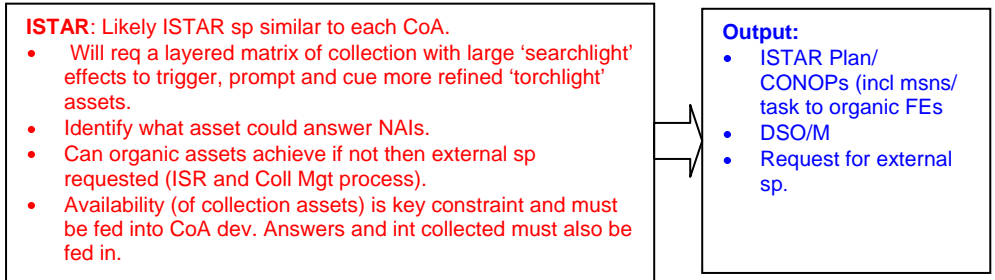 ISTAR: Likely ISTAR sp similar to each CoA.
• Will req a layered matrix of collection with large ‘searchlight’
effects to trigger, prompt and cue more refined ‘torchlight’
assets.
• Identify what asset could answer NAIs.
• Can organic assets achieve if not then external sp
requested (ISR and Coll Mgt process).
• Availability (of collection assets) is key constraint and must
be fed into CoA dev. Answers and int collected must also be
fed in.
Output:
• ISTAR Plan/
CONOPs (incl msns/
task to organic FEs
• DSO/M
• Request for external
sp.